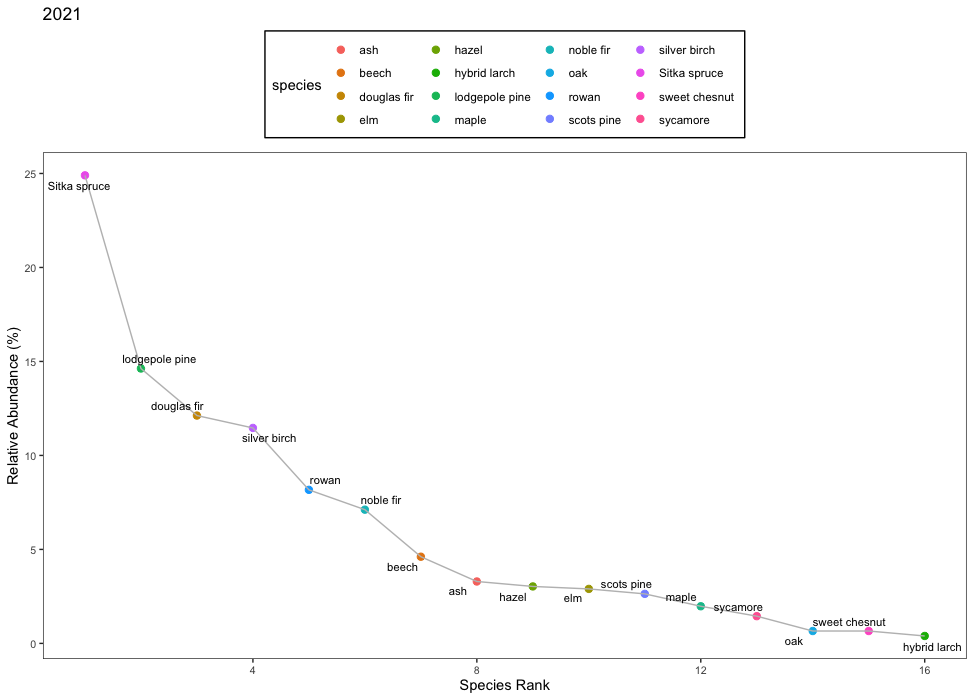 2021
species
ash
hazel
noble fir
silver birch
beech
hybrid larch
oak
Sitka spruce
douglas fir
lodgepole pine
rowan
sweet chesnut
elm
maple
scots pine
sycamore
25
20
15
10
5
0
Relative Abundance (%)
Sitka spruce
lodgepole pine
douglas fir
silver birch
rowan
noble fir
beech
ash
hazel
elm
scots pine
maple
sycamore
oak
sweet chesnut
hybrid larch
4
8
12
16
Species Rank